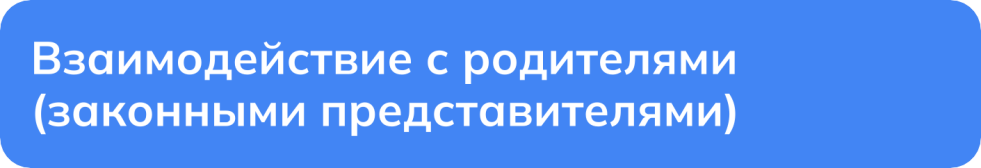 Взаимодействие с родителями
(законными представителями)